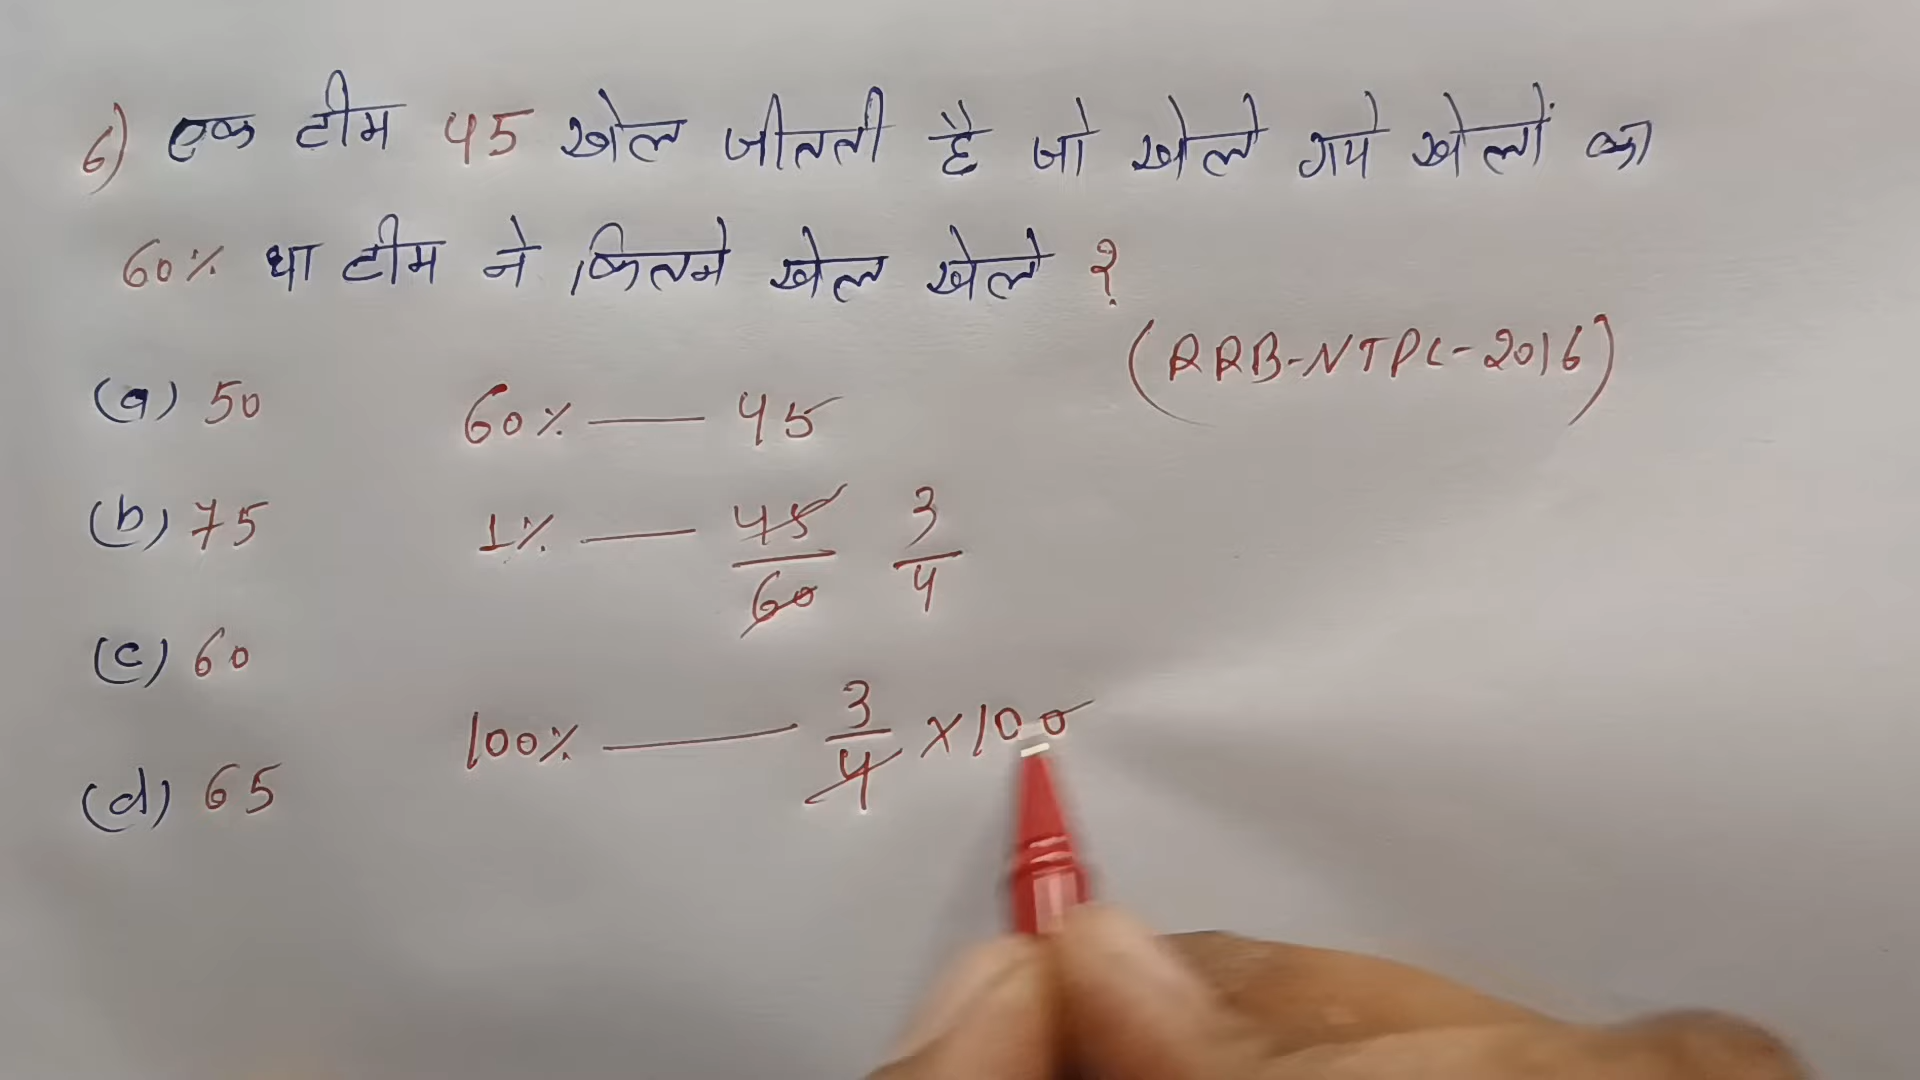 6) एक टीम 45 खेल जीतती है जो खेले गये खेलों का
60% था टीम ने कितने खेल खेले ?
(RRB-NTPC-2016)
(a) 50
60% — 45
(b) 75
1% — 45/60 3/4
(c) 60
100% — 3/4 × 100
(d) 65